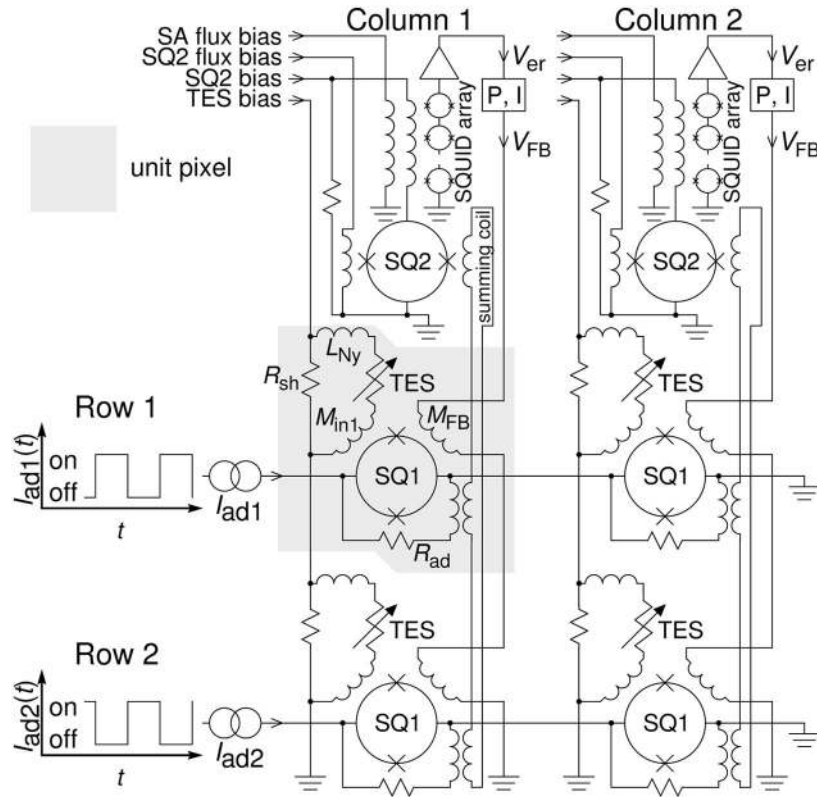 Column 1
Column 2
SA flux bias
SQ2 flux bias
SQ2 bias
TES bias
V_er
P, I
V_FB
SQUID array
V_er
P, I
V_FB
SQUID array
unit pixel
SQ2
summing coil
SQ2
L_Ny
R_sh
TES
TES
M_in1
M_FB
Row 1
I_ad1(t)
on
off
t
I_ad1
SQ1
SQ1
R_ad
TES
TES
Row 2
I_ad2(t)
on
off
t
I_ad2
SQ1
SQ1